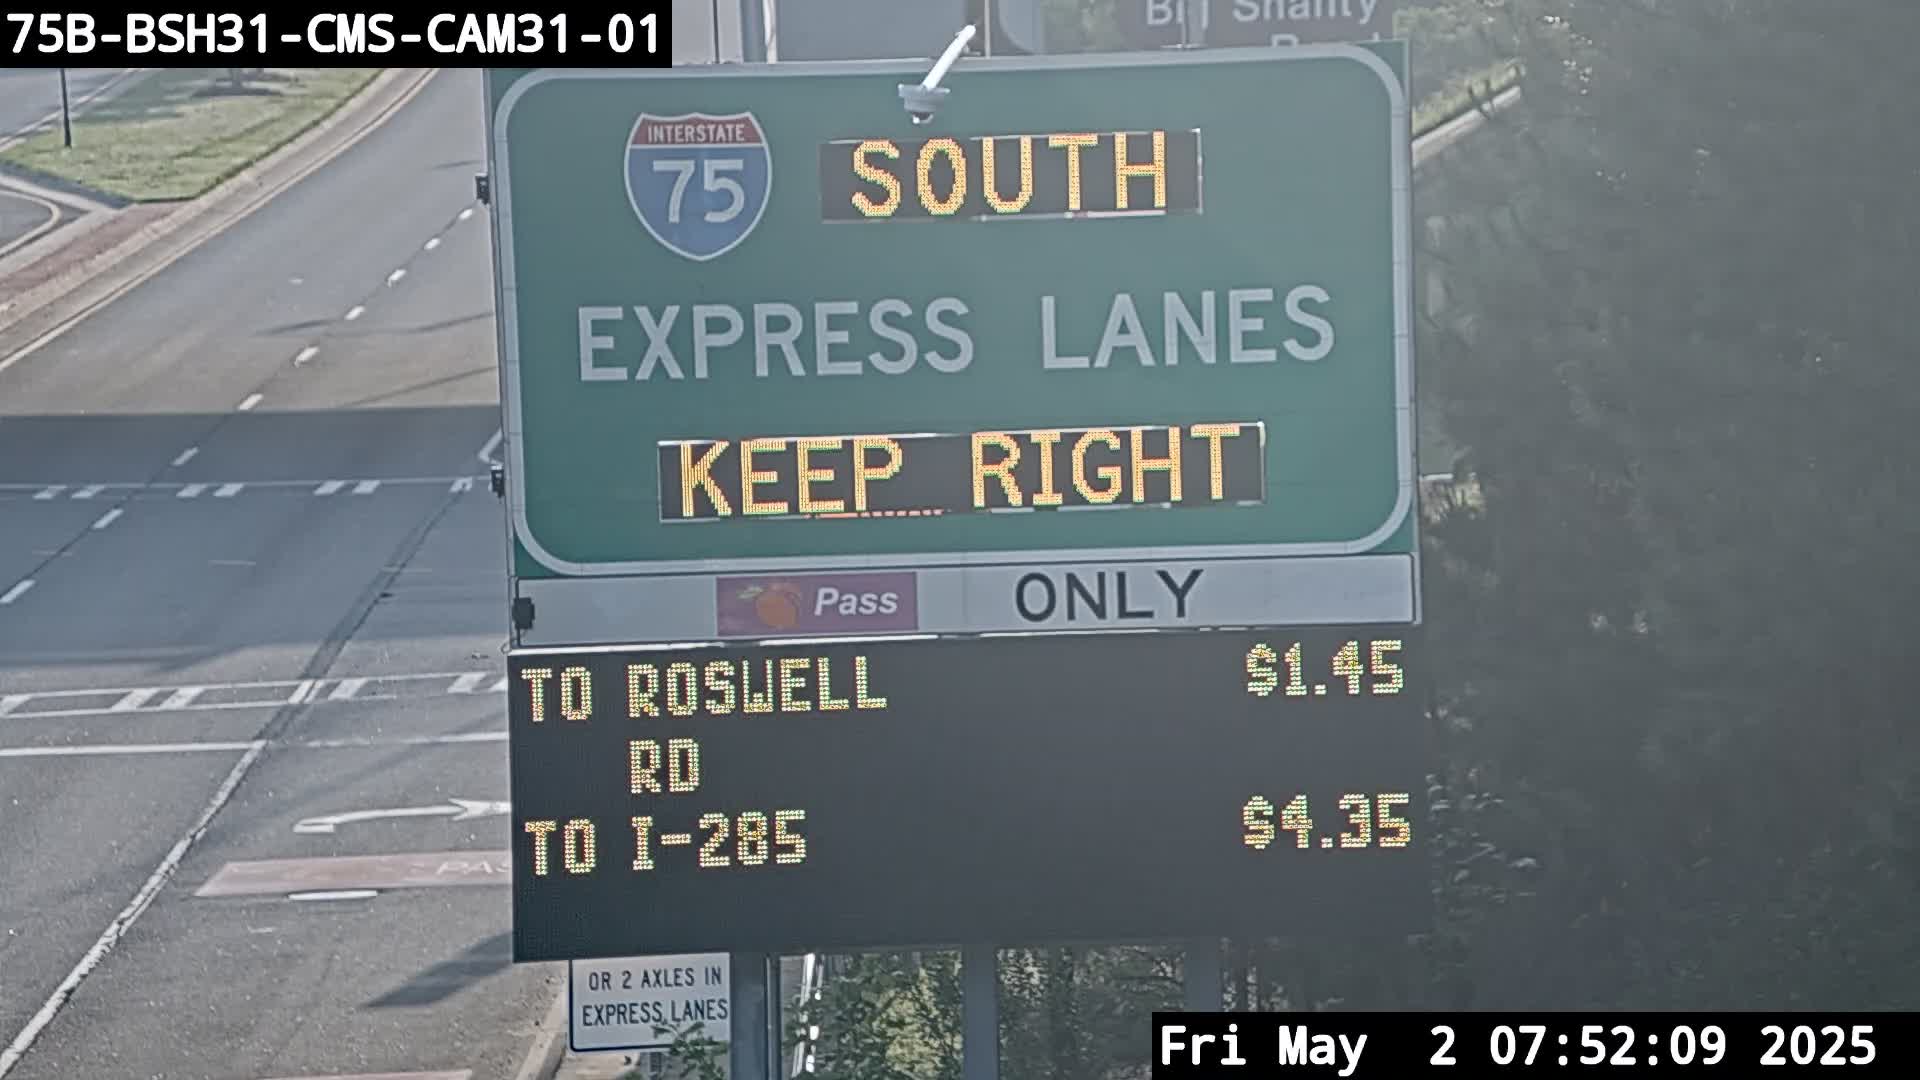 75B-BSH31-CMS-CAM31-01
Shanty
INTERSTATE
75
SOUTH
EXPRESS LANES
KEEP RIGHT
Pass ONLY
TO ROSWELL $1.45
RD
TO I-285 $4.35
OR 2 AXLES IN
EXPRESS LANES
Fri May 2 07:52:09 2025